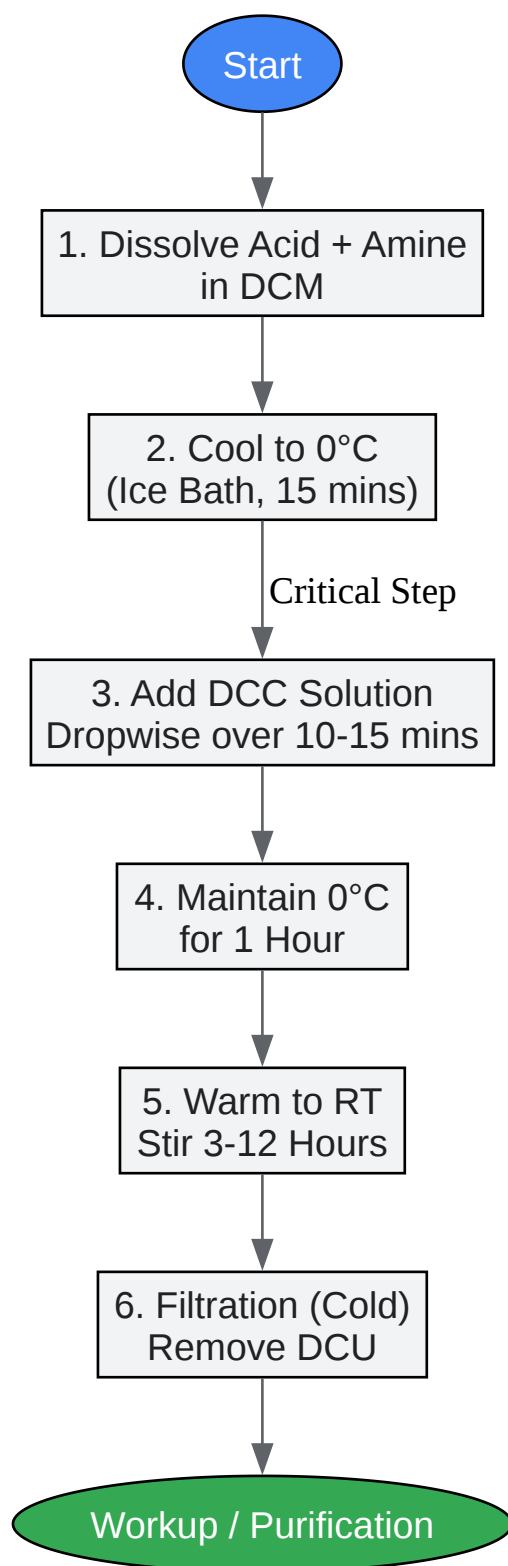 Start
1. Dissolve Acid + Amine
in DCM
2. Cool to 0°C
(Ice Bath, 15 mins)
Critical Step
3. Add DCC Solution
Dropwise over 10-15 mins
4. Maintain 0°C
for 1 Hour
5. Warm to RT
Stir 3-12 Hours
6. Filtration (Cold)
Remove DCU
Workup / Purification